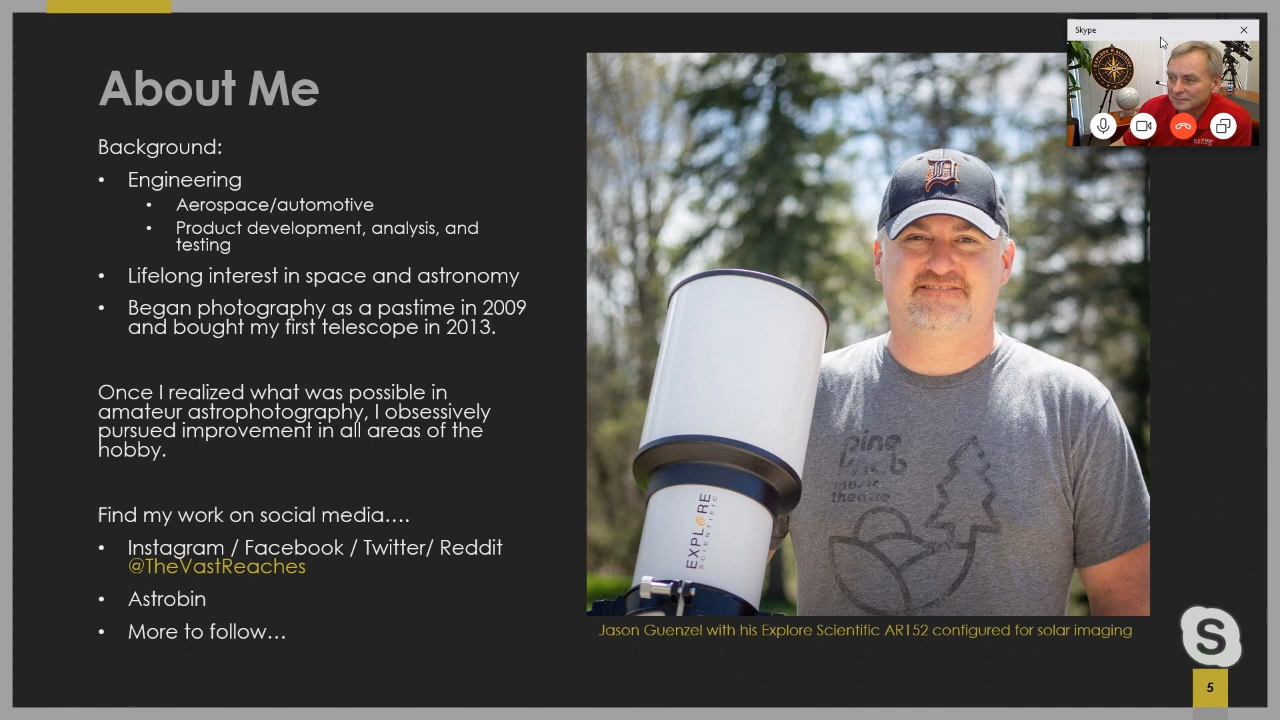 Skype
About Me
Background:
• Engineering
• Aerospace/automotive
• Product development, analysis, and
testing
• Lifelong interest in space and astronomy
• Began photography as a pastime in 2009
and bought my first telescope in 2013.
Once I realized what was possible in
amateur astrophotography, I obsessively
pursued improvement in all areas of the
hobby.
Find my work on social media….
• Instagram / Facebook / Twitter/ Reddit
@TheVastReaches
• Astrobin
• More to follow…
D
pine
knob
music
theatre
EXPLORE
SCIENTIFIC
Jason Guenzel with his Explore Scientific AR152 configured for solar imaging
S
5